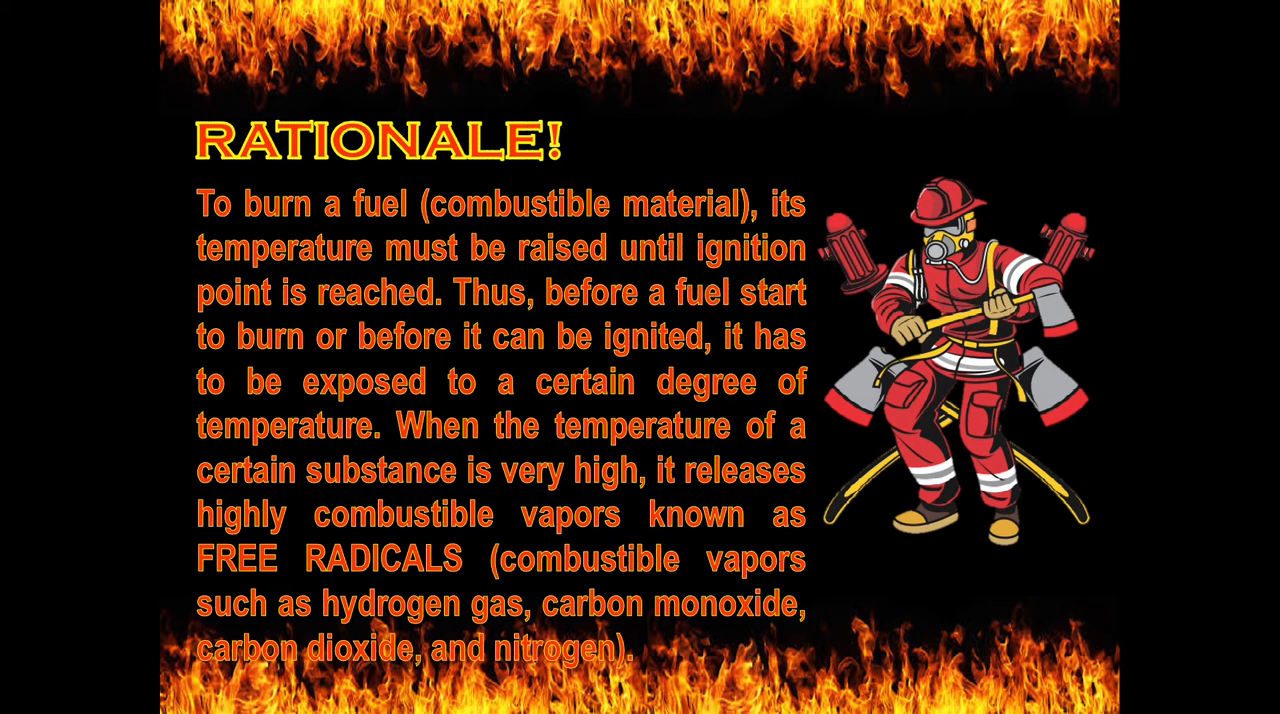 RATIONALE!
To burn a fuel (combustible material), its
temperature must be raised until ignition
point is reached. Thus, before a fuel start
to burn or before it can be ignited, it has
to be exposed to a certain degree of
temperature. When the temperature of a
certain substance is very high, it releases
highly combustible vapors known as
FREE RADICALS (combustible vapors
such as hydrogen gas, carbon monoxide,
carbon dioxide, and nitrogen).